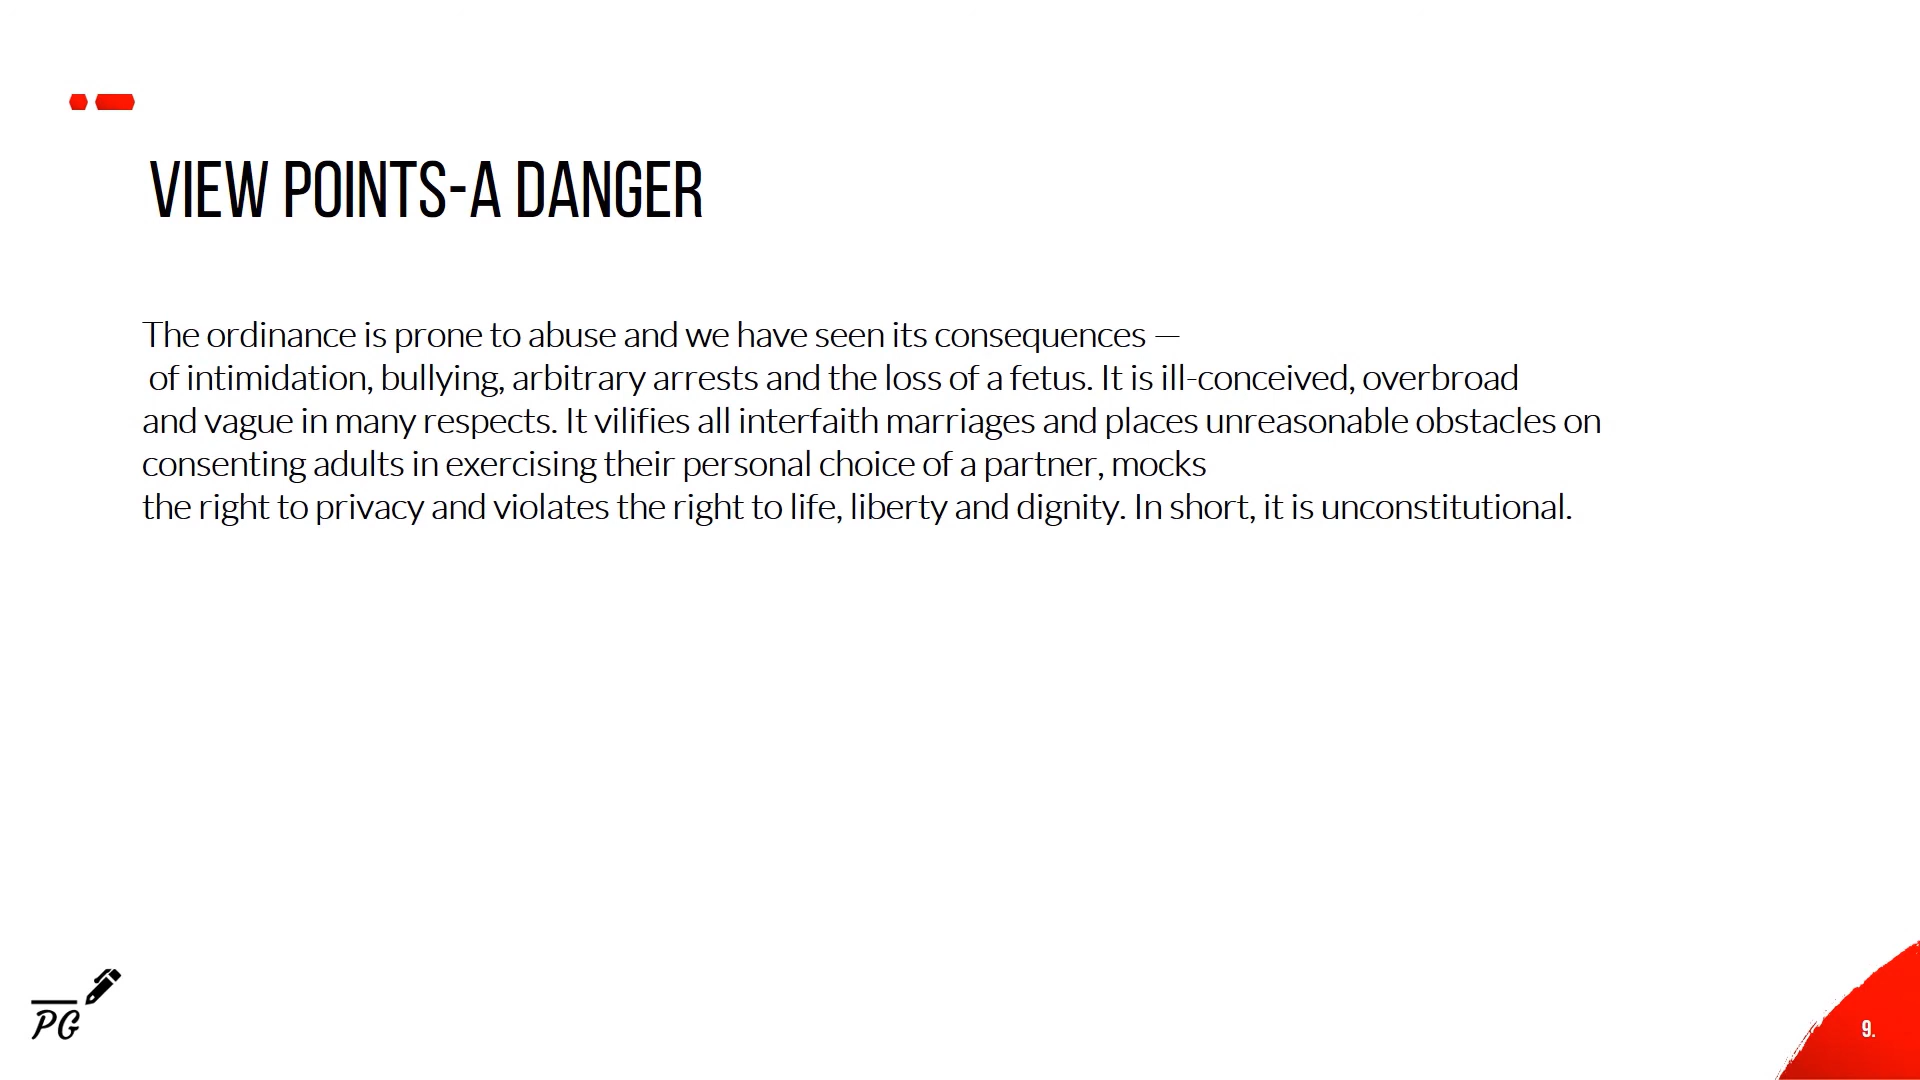 VIEW POINTS-A DANGER
The ordinance is prone to abuse and we have seen its consequences —
of intimidation, bullying, arbitrary arrests and the loss of a fetus. It is ill-conceived, overbroad
and vague in many respects. It vilifies all interfaith marriages and places unreasonable obstacles on
consenting adults in exercising their personal choice of a partner, mocks
the right to privacy and violates the right to life, liberty and dignity. In short, it is unconstitutional.
PG
9.